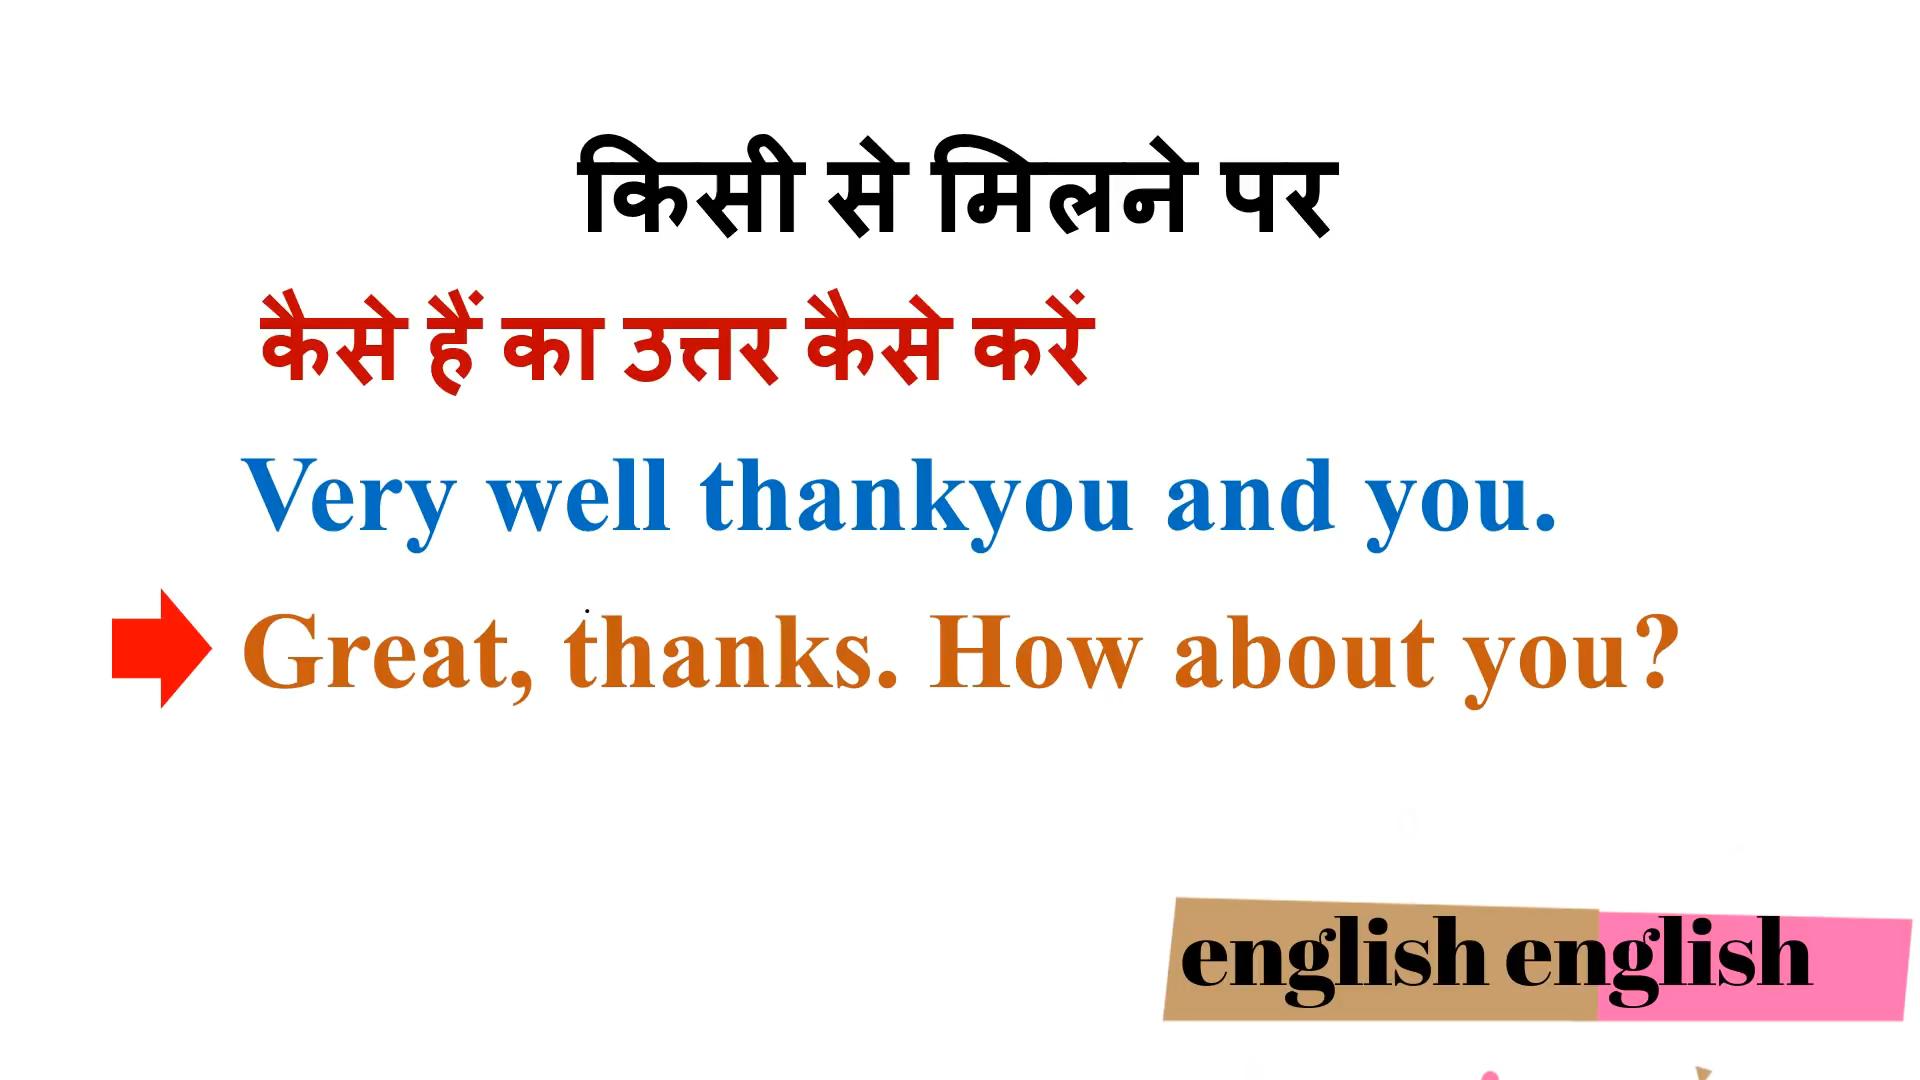 किसी से मिलने पर
कैसे हैं का उत्तर कैसे करें
Very well thankyou and you.
Great, thanks. How about you?
english english